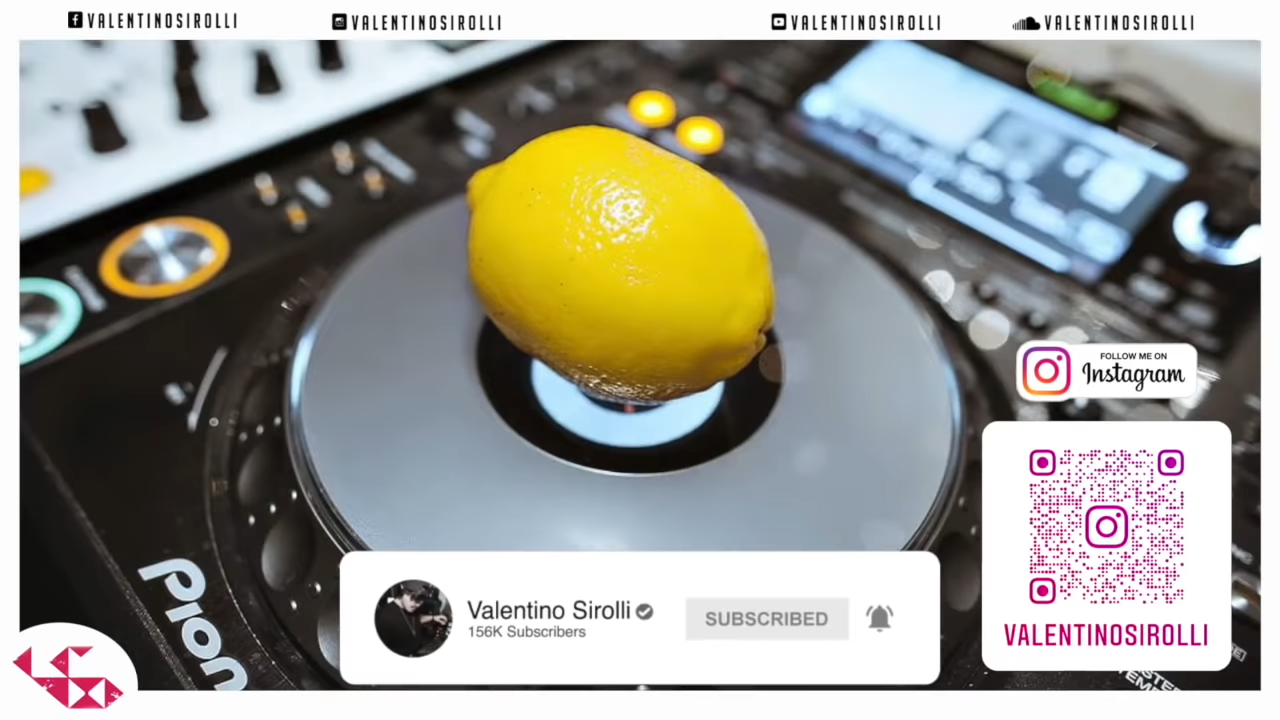 VALENTINOSIROLLI
VALENTINOSIROLLI
VALENTINOSIROLLI
VALENTINOSIROLLI
FOLLOW ME ON
Instagram
Valentino Sirolli
156K Subscribers
SUBSCRIBED
VALENTINOSIROLLI
Pion